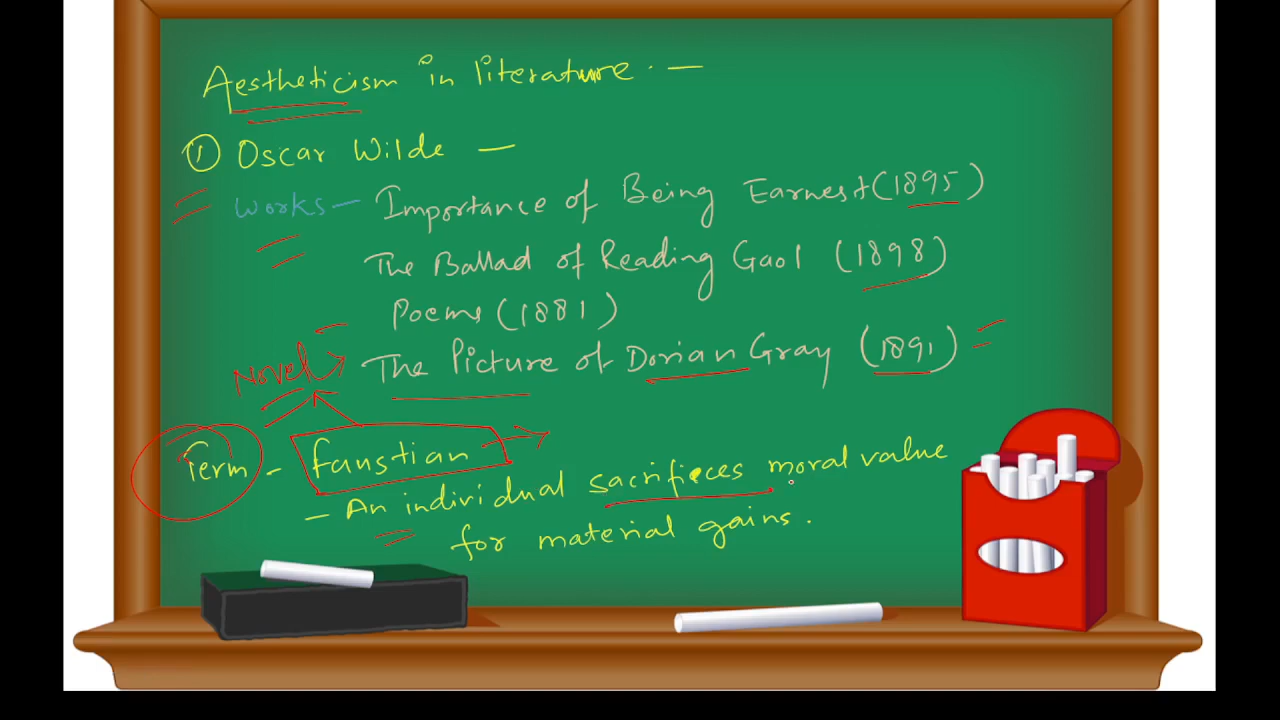 Aestheticism in literature. —
① Oscar Wilde —
Works — Importance of Being Earnest (1895)
The Ballad of Reading Gaol (1898)
Poems (1881)
Novel → The Picture of Dorian Gray (1891)
Term - Faustian →
- An individual sacrifieces moral value
for material gains.